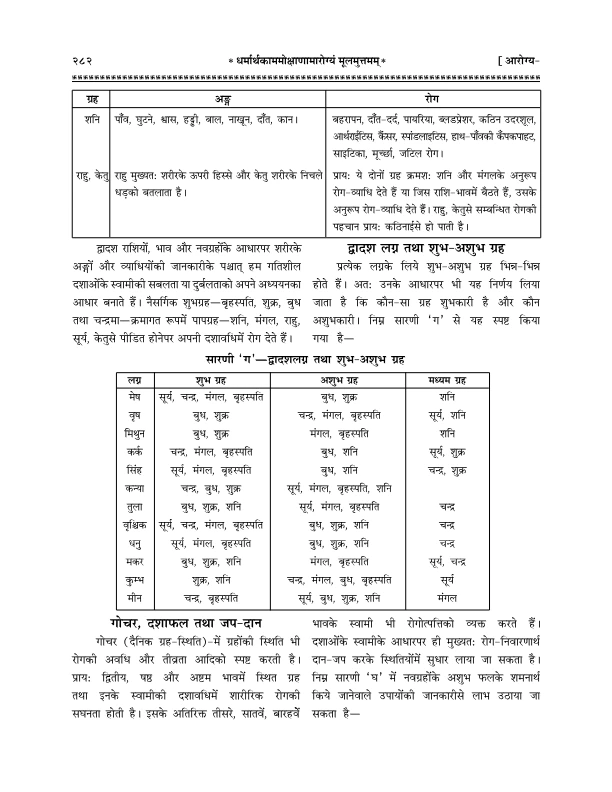 २८२ * धर्मार्थकाममोक्षाणामारोग्यं मूलमुत्तमम् * [ आरोग्य-
ग्रह अङ्ग रोग
शनि पाँव, घुटने, श्वास, हड्डी, बाल, नाखून, दाँत, कान। बहरापन, दाँत-दर्द, पायरिया, ब्लडप्रेशर, कठिन उदरशूल,
आर्थराईटिस, कैंसर, स्पांडलाइटिस, हाथ-पाँवकी कँपकपाहट,
साइटिका, मूर्च्छा, जटिल रोग।
राहु, केतु राहु मुख्यतः शरीरके ऊपरी हिस्से और केतु शरीरके निचले प्रायः ये दोनों ग्रह क्रमशः शनि और मंगलके अनुरूप
धड़को बतलाता है। रोग-व्याधि देते हैं या जिस राशि-भावमें बैठते हैं, उसके
अनुरूप रोग-व्याधि देते हैं। राहु, केतुसे सम्बन्धित रोगकी
पहचान प्रायः कठिनाईसे हो पाती है।
द्वादश राशियों, भाव और नवग्रहोंके आधारपर शरीरके
अङ्गों और व्याधियोंकी जानकारीके पश्चात् हम गतिशील
दशाओंके स्वामीकी सबलता या दुर्बलताको अपने अध्ययनका
आधार बनाते हैं। नैसर्गिक शुभग्रह—बृहस्पति, शुक्र, बुध
तथा चन्द्रमा—क्रमागत रूपमें पापग्रह—शनि, मंगल, राहु,
सूर्य, केतुसे पीडित होनेपर अपनी दशावधिमें रोग देते हैं।
द्वादश लग्न तथा शुभ-अशुभ ग्रह
प्रत्येक लग्नके लिये शुभ-अशुभ ग्रह भिन्न-भिन्न
होते हैं। अतः उनके आधारपर भी यह निर्णय लिया
जाता है कि कौन-सा ग्रह शुभकारी है और कौन
अशुभकारी। निम्न सारणी ‘ग’ से यह स्पष्ट किया
गया है—
सारणी ‘ग’—द्वादशलग्न तथा शुभ-अशुभ ग्रह
लग्न शुभ ग्रह अशुभ ग्रह मध्यम ग्रह
मेष सूर्य, चन्द्र, मंगल, बृहस्पति बुध, शुक्र शनि
वृष बुध, शुक्र चन्द्र, मंगल, बृहस्पति सूर्य, शनि
मिथुन बुध, शुक्र मंगल, बृहस्पति शनि
कर्क चन्द्र, मंगल, बृहस्पति बुध, शनि सूर्य, शुक्र
सिंह सूर्य, मंगल, बृहस्पति बुध, शनि चन्द्र, शुक्र
कन्या चन्द्र, बुध, शुक्र सूर्य, मंगल, बृहस्पति, शनि
तुला बुध, शुक्र, शनि सूर्य, मंगल, बृहस्पति चन्द्र
वृश्चिक सूर्य, चन्द्र, मंगल, बृहस्पति बुध, शुक्र, शनि चन्द्र
धनु सूर्य, मंगल, बृहस्पति बुध, शुक्र, शनि चन्द्र
मकर बुध, शुक्र, शनि मंगल, बृहस्पति सूर्य, चन्द्र
कुम्भ शुक्र, शनि चन्द्र, मंगल, बुध, बृहस्पति सूर्य
मीन चन्द्र, बृहस्पति सूर्य, बुध, शुक्र, शनि मंगल
गोचर, दशाफल तथा जप-दान
गोचर (दैनिक ग्रह-स्थिति)-में ग्रहोंकी स्थिति भी
रोगकी अवधि और तीव्रता आदिको स्पष्ट करती है।
प्रायः द्वितीय, षष्ठ और अष्टम भावमें स्थित ग्रह
तथा इनके स्वामीकी दशावधिमें शारीरिक रोगकी
सघनता होती है। इसके अतिरिक्त तीसरे, सातवें, बारहवें
भावके स्वामी भी रोगोत्पत्तिको व्यक्त करते हैं।
दशाओंके स्वामीके आधारपर ही मुख्यतः रोग-निवारणार्थ
दान-जप करके स्थितियोंमें सुधार लाया जा सकता है।
निम्न सारणी ‘घ’ में नवग्रहोंके अशुभ फलके शमनार्थ
किये जानेवाले उपायोंकी जानकारीसे लाभ उठाया जा
सकता है—